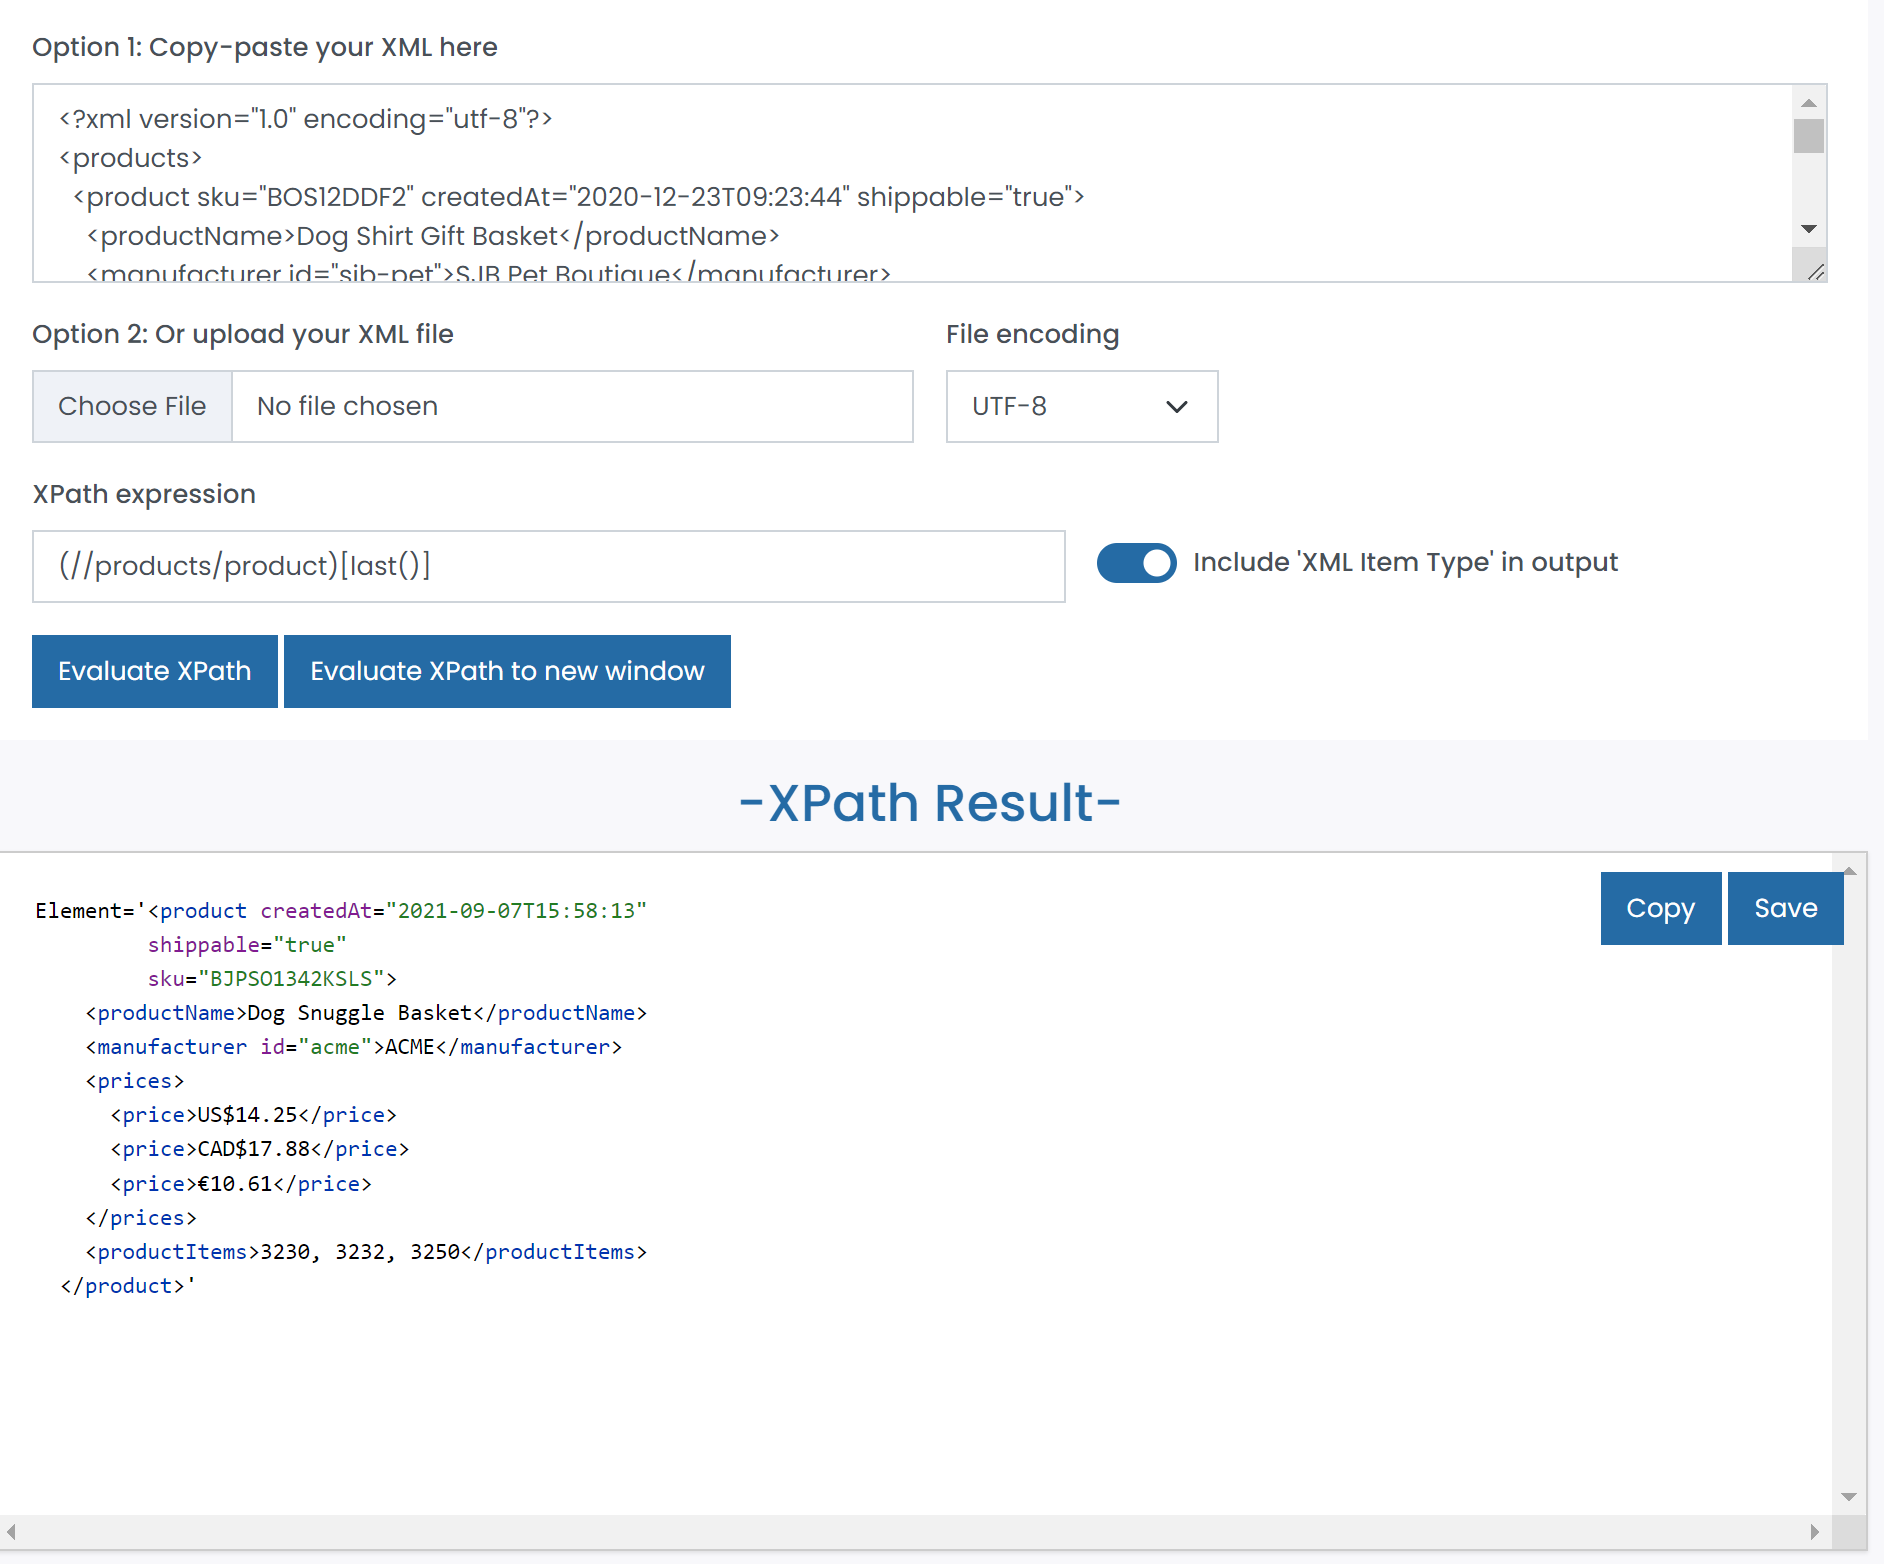 Option 1: Copy-paste your XML here
<?xml version="1.0" encoding="utf-8"?>
<products>
<product sku="BOS12DDF2" createdAt="2020-12-23T09:23:44" shippable="true">
<productName>Dog Shirt Gift Basket</productName>
<manufacturer id="sjb-pet">SJB Pet Boutique</manufacturer>
Option 2: Or upload your XML file
File encoding
Choose File No file chosen
UTF-8
XPath expression
(//products/product)[last()]
Include 'XML Item Type' in output
Evaluate XPath Evaluate XPath to new window
-XPath Result-
Copy Save
Element='<product createdAt="2021-09-07T15:58:13"
shippable="true"
sku="BJPSO1342KSLS">
<productName>Dog Snuggle Basket</productName>
<manufacturer id="acme">ACME</manufacturer>
<prices>
<price>US$14.25</price>
<price>CAD$17.88</price>
<price>€10.61</price>
</prices>
<productItems>3230, 3232, 3250</productItems>
</product>'